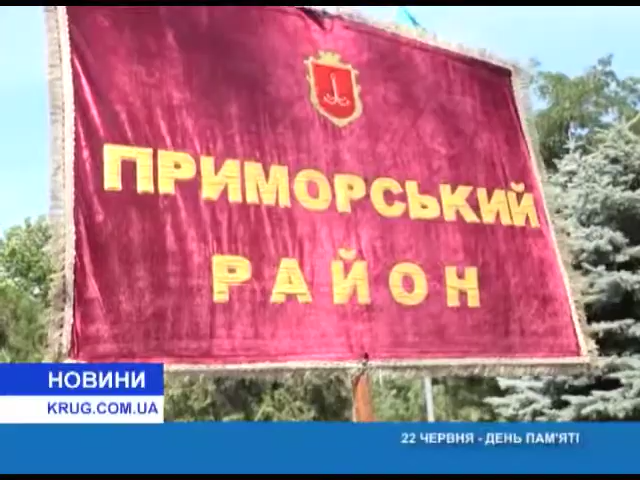 ПРИМОРСЬКИЙ
РАЙОН
НОВИНИ
KRUG.COM.UA
22 ЧЕРВНЯ - ДЕНЬ ПАМ'ЯТІ